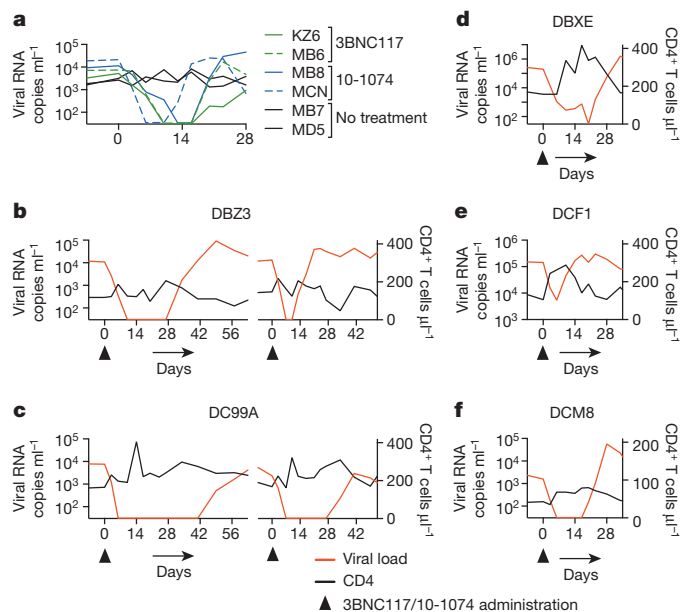 a
Viral RNA
copies ml⁻¹
10⁵
10⁴
10³
10²
0
14
28
KZ6
MB6
3BNC117
MB8
MCN
10-1074
MB7
MD5
No treatment
d
DBXE
Viral RNA
copies ml⁻¹
10⁶
10⁴
10²
400
200
0
CD4⁺ T cells µl⁻¹
0
14
28
Days
b
DBZ3
Viral RNA
copies ml⁻¹
10⁵
10⁴
10³
10²
0
14
28
42
56
Days
0
14
28
42
Days
400
200
0
CD4⁺ T cells µl⁻¹
e
DCF1
Viral RNA
copies ml⁻¹
10⁶
10⁵
10⁴
10³
400
200
0
CD4⁺ T cells µl⁻¹
0
14
28
Days
c
DC99A
Viral RNA
copies ml⁻¹
10⁵
10⁴
10³
10²
0
14
28
42
56
Days
0
14
28
42
Days
400
200
0
CD4⁺ T cells µl⁻¹
f
DCM8
Viral RNA
copies ml⁻¹
10⁵
10⁴
10³
10²
200
100
0
CD4⁺ T cells µl⁻¹
0
14
28
Days
Viral load
CD4
3BNC117/10-1074 administration